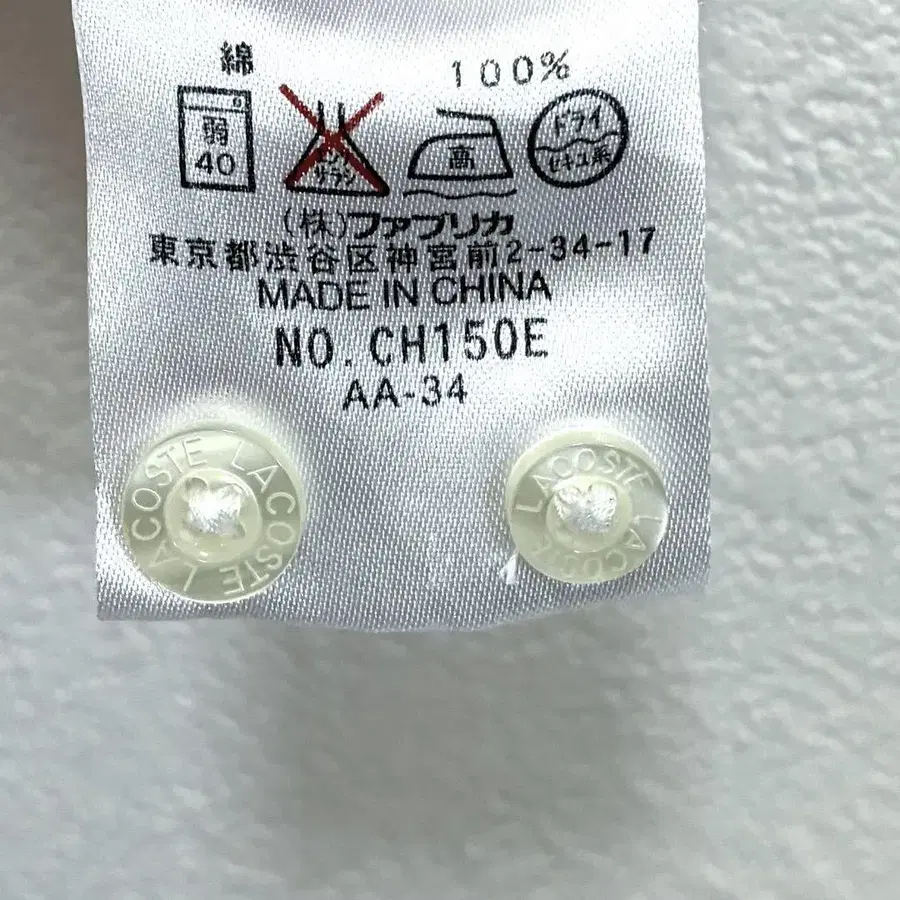 綿 100%
弱 40 エンソ サラシ 高 ドライ セキユ系
(株)ファブリカ
東京都渋谷区神宮前2-34-17
MADE IN CHINA
NO. CH150E
AA-34
LACOSTE LACOSTE LACOSTE LACOSTE